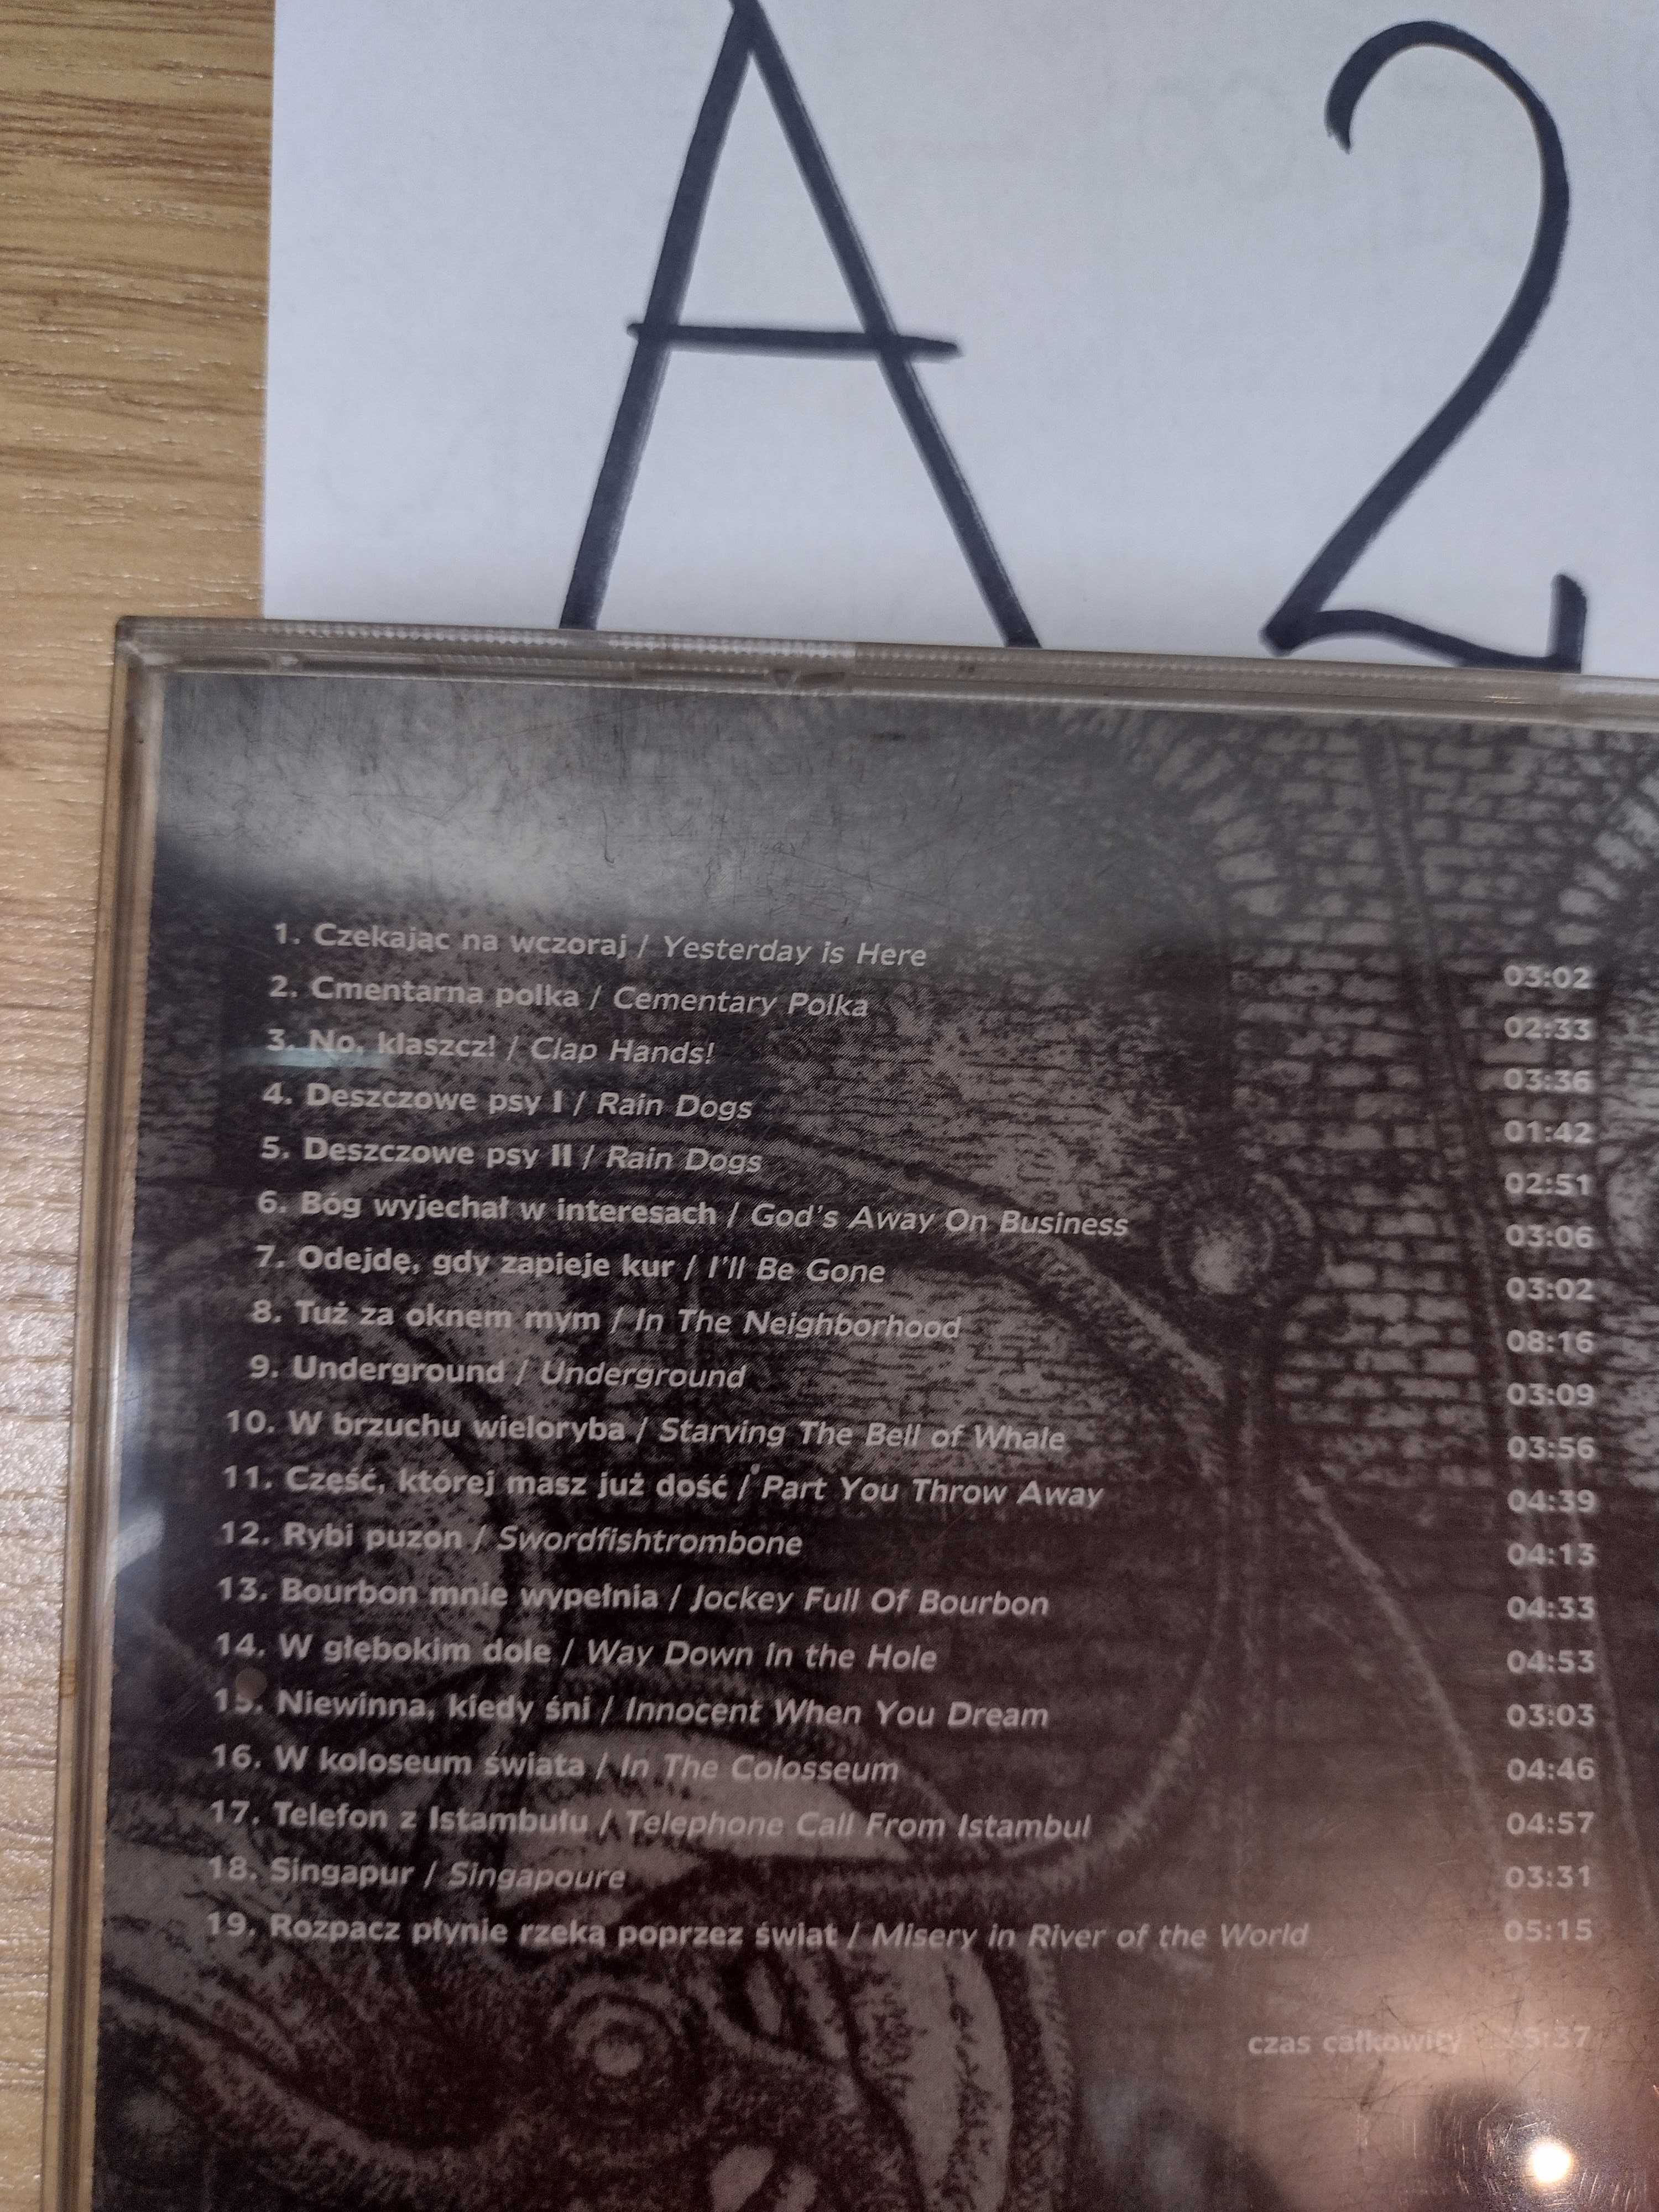 A 2
1. Czekając na wczoraj / Yesterday is Here 03:02
2. Cmentarna polka / Cementary Polka 02:33
3. No, klaszcz! / Clap Hands! 03:36
4. Deszczowe psy I / Rain Dogs 01:42
5. Deszczowe psy II / Rain Dogs 02:51
6. Bóg wyjechał w interesach / God's Away On Business 03:06
7. Odejdę, gdy zapieje kur / I'll Be Gone 03:02
8. Tuż za oknem mym / In The Neighborhood 08:16
9. Underground / Underground 03:09
10. W brzuchu wieloryba / Starving The Bell of Whale 03:56
11. Część, której masz już dość / Part You Throw Away 04:39
12. Rybi puzon / Swordfishtrombone 04:13
13. Bourbon mnie wypełnia / Jockey Full Of Bourbon 04:33
14. W głębokim dole / Way Down in the Hole 04:53
15. Niewinna, kiedy śni / Innocent When You Dream 03:03
16. W koloseum świata / In The Colosseum 04:46
17. Telefon z Istambułu / Telephone Call From Istambul 04:57
18. Singapur / Singapoure 03:31
19. Rozpacz płynie rzeką poprzez świat / Misery in River of the World 05:15
czas całkowity